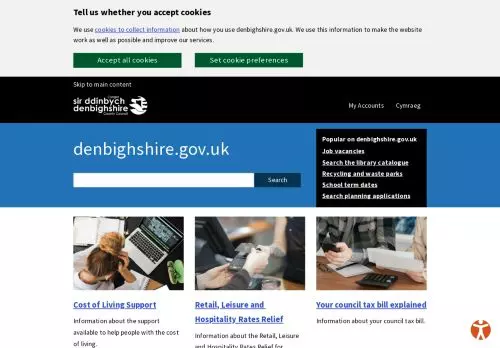 Tell us whether you accept cookies
We use cookies to collect information about how you use denbighshire.gov.uk. We use this information to make the website
work as well as possible and improve our services.
Accept all cookies
Set cookie preferences
Skip to main content
sir ddinbych
denbighshire
County Council
My Accounts
Cymraeg
denbighshire.gov.uk
Search
Popular on denbighshire.gov.uk
Job vacancies
Search the library catalogue
Recycling and waste parks
School term dates
Search planning applications
Cost of Living Support
Information about the support
available to help people with the cost
of living.
Retail, Leisure and
Hospitality Rates Relief
Information about the Retail, Leisure
and Hospitality Rates Relief for
Your council tax bill explained
Information about your council tax bill.